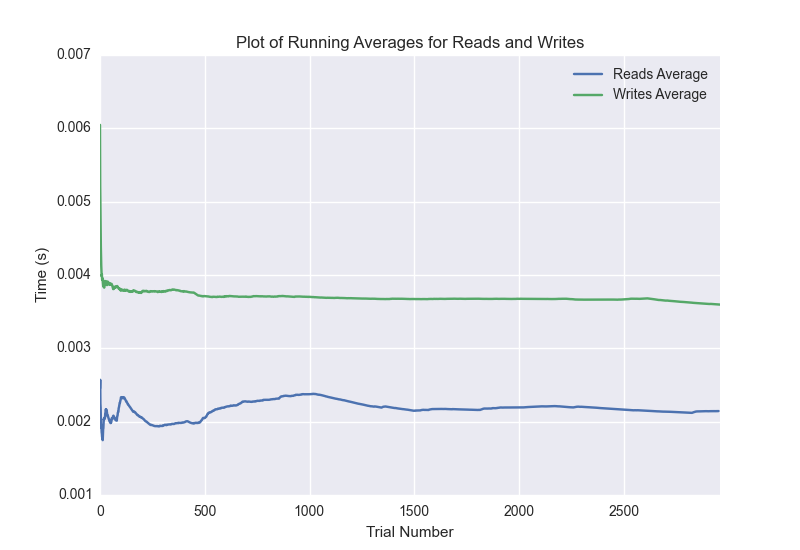 Plot of Running Averages for Reads and Writes
0.007
Reads Average
Writes Average
0.006
0.005
0.004
Time (s)
0.003
0.002
0.001
0 500 1000 1500 2000 2500
Trial Number